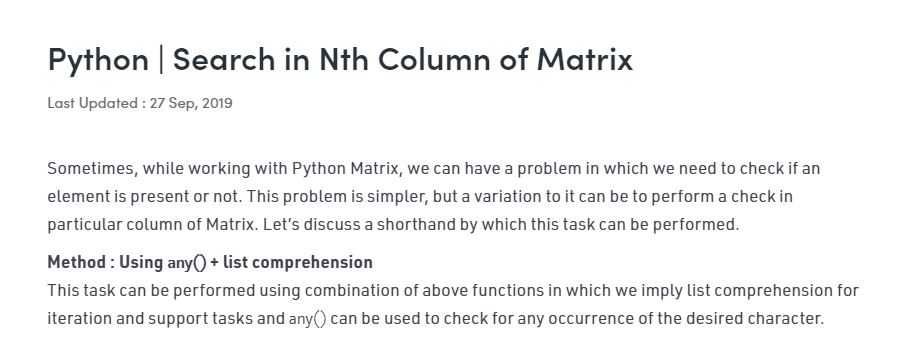 Python | Search in Nth Column of Matrix
Last Updated : 27 Sep, 2019
Sometimes, while working with Python Matrix, we can have a problem in which we need to check if an
element is present or not. This problem is simpler, but a variation to it can be to perform a check in
particular column of Matrix. Let’s discuss a shorthand by which this task can be performed.
Method : Using any() + list comprehension
This task can be performed using combination of above functions in which we imply list comprehension for
iteration and support tasks and any() can be used to check for any occurrence of the desired character.